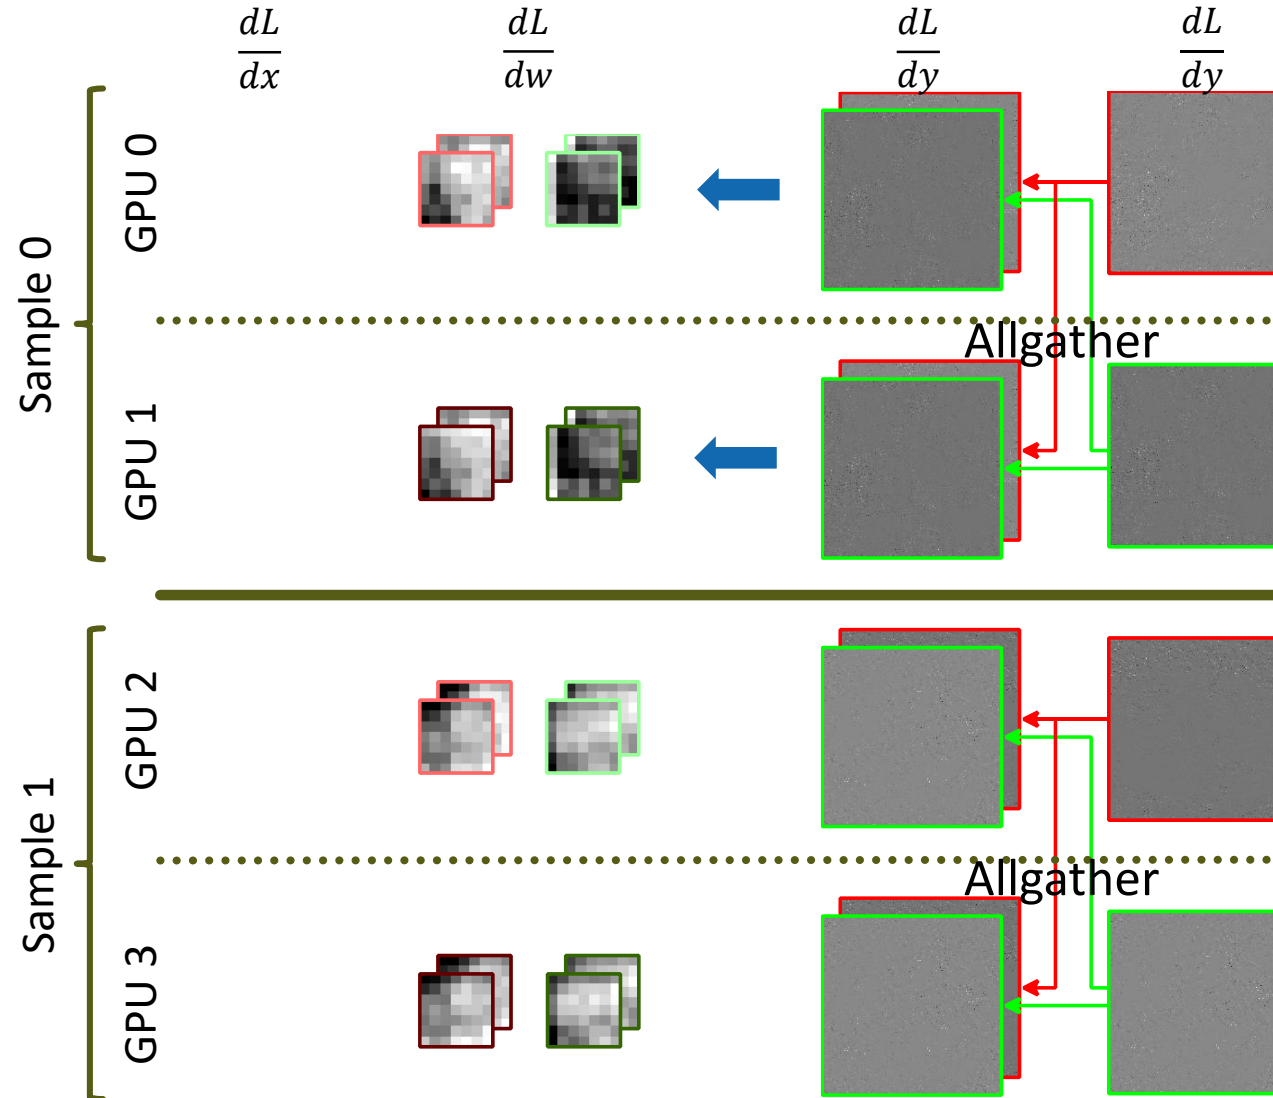 dL
dx
dL
dw
dL
dy
dL
dy
Sample 0
GPU 0
Allgather
GPU 1
Sample 1
GPU 2
Allgather
GPU 3